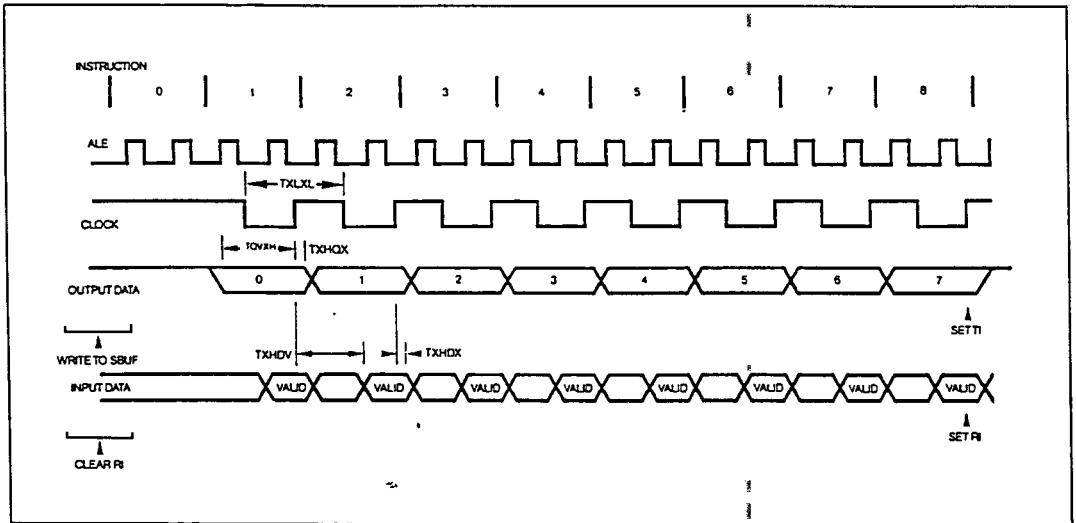 INSTRUCTION
0 1 2 3 4 5 6 7 8
ALE
TXLXL
CLOCK
TQVXH TXHQX
0 1 2 3 4 5 6 7
OUTPUT DATA
SET TI
WRITE TO SBUF
TXHDV TXHDX
INPUT DATA VALID VALID VALID VALID VALID VALID VALID VALID
SET RI
CLEAR RI